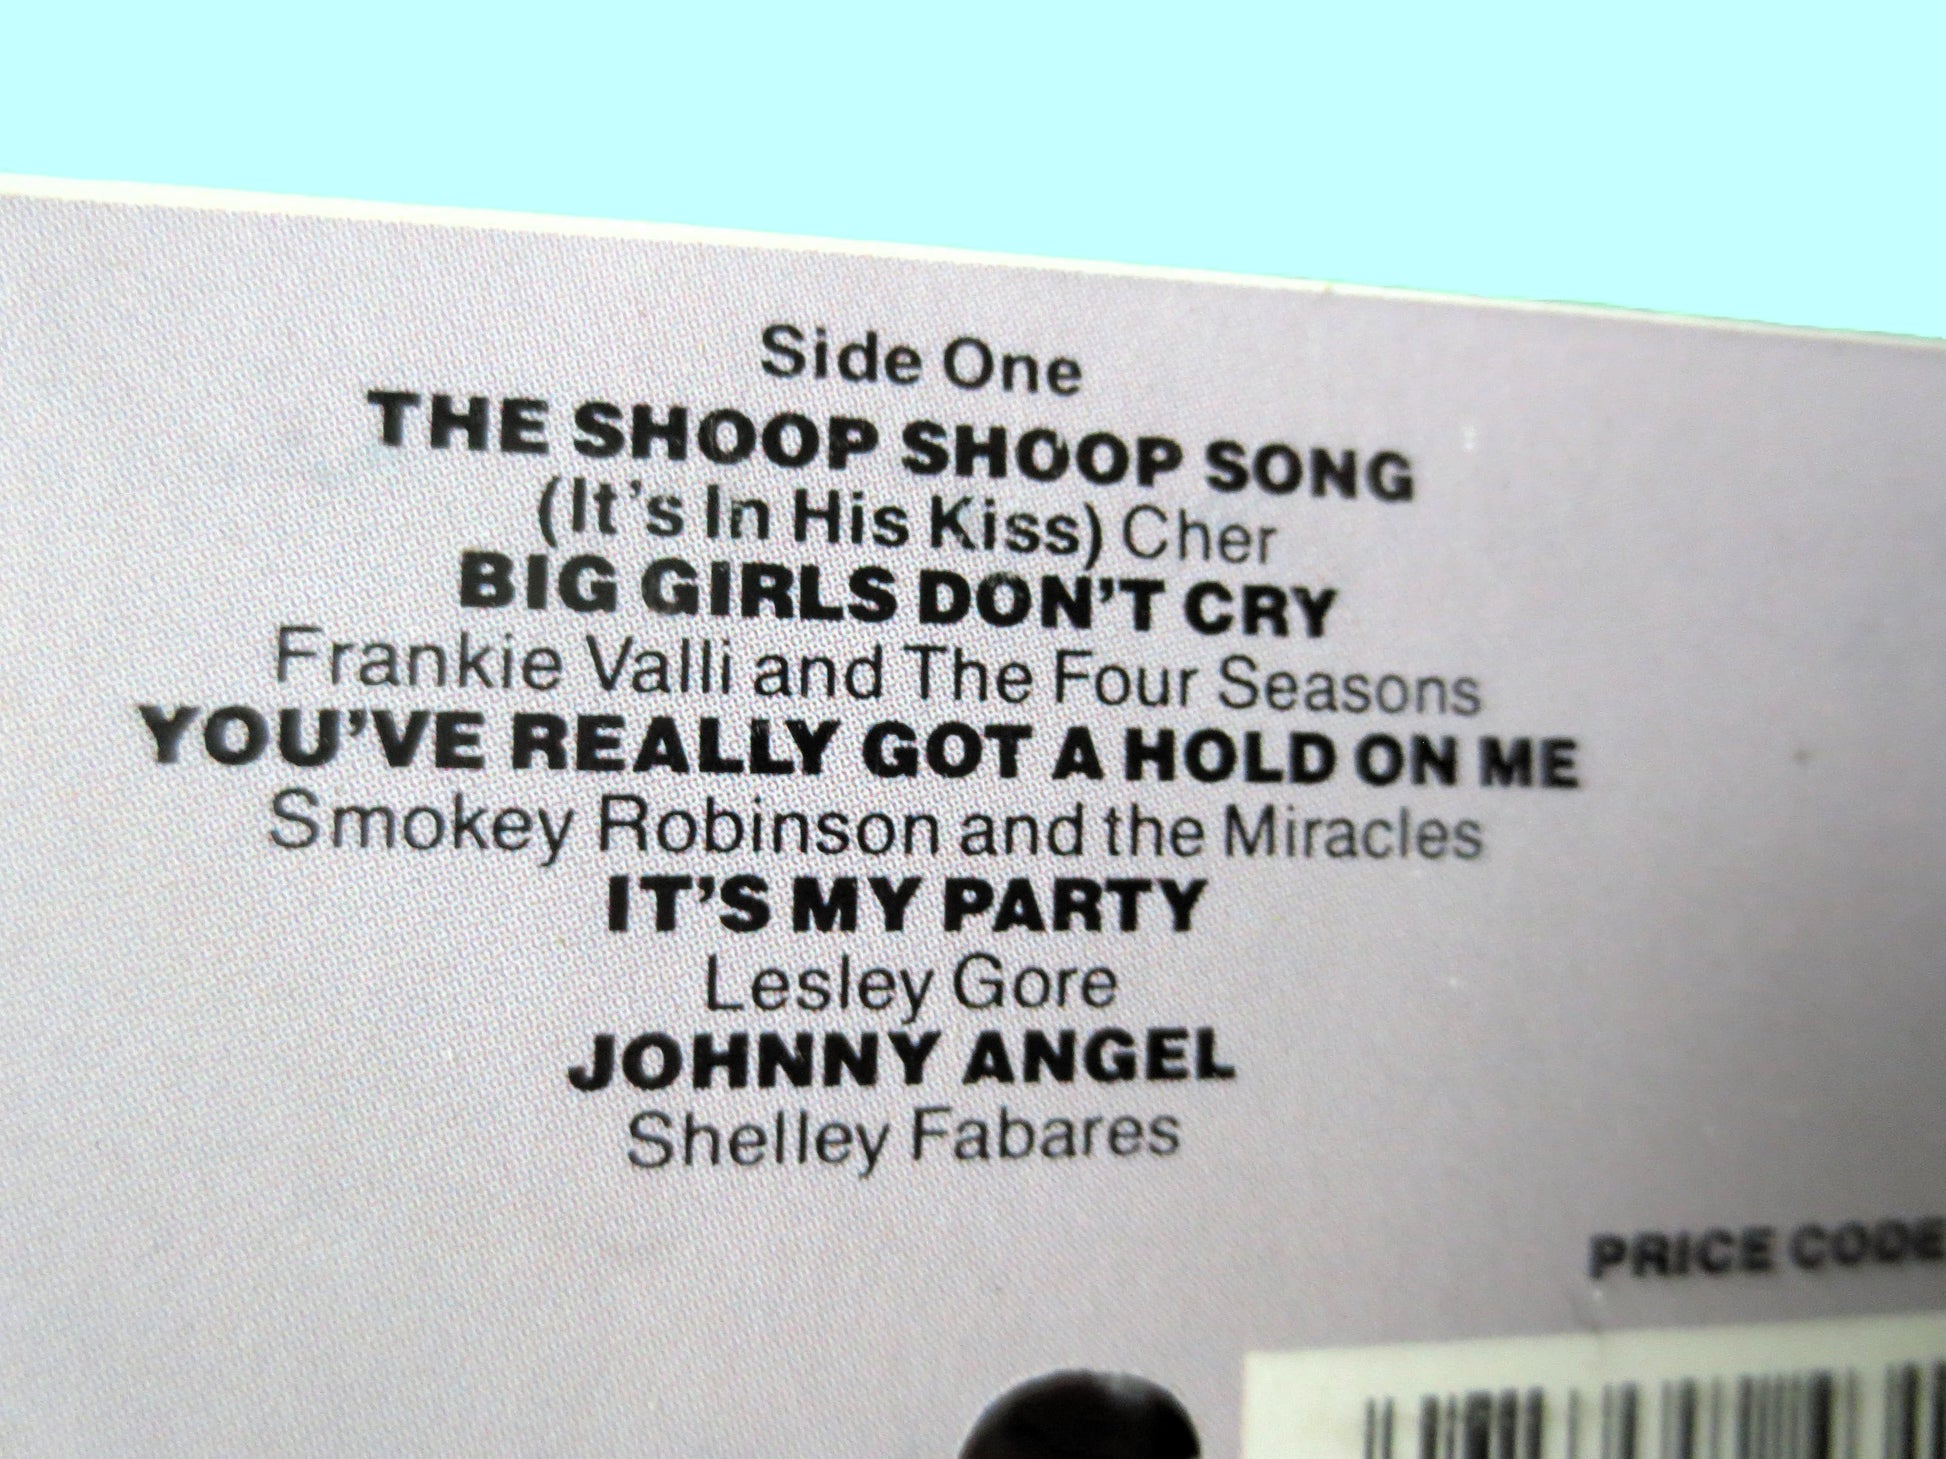 Side One
THE SHOOP SHOOP SONG
(It's In His Kiss) Cher
BIG GIRLS DON'T CRY
Frankie Valli and The Four Seasons
YOU'VE REALLY GOT A HOLD ON ME
Smokey Robinson and the Miracles
IT'S MY PARTY
Lesley Gore
JOHNNY ANGEL
Shelley Fabares
PRICE CODE